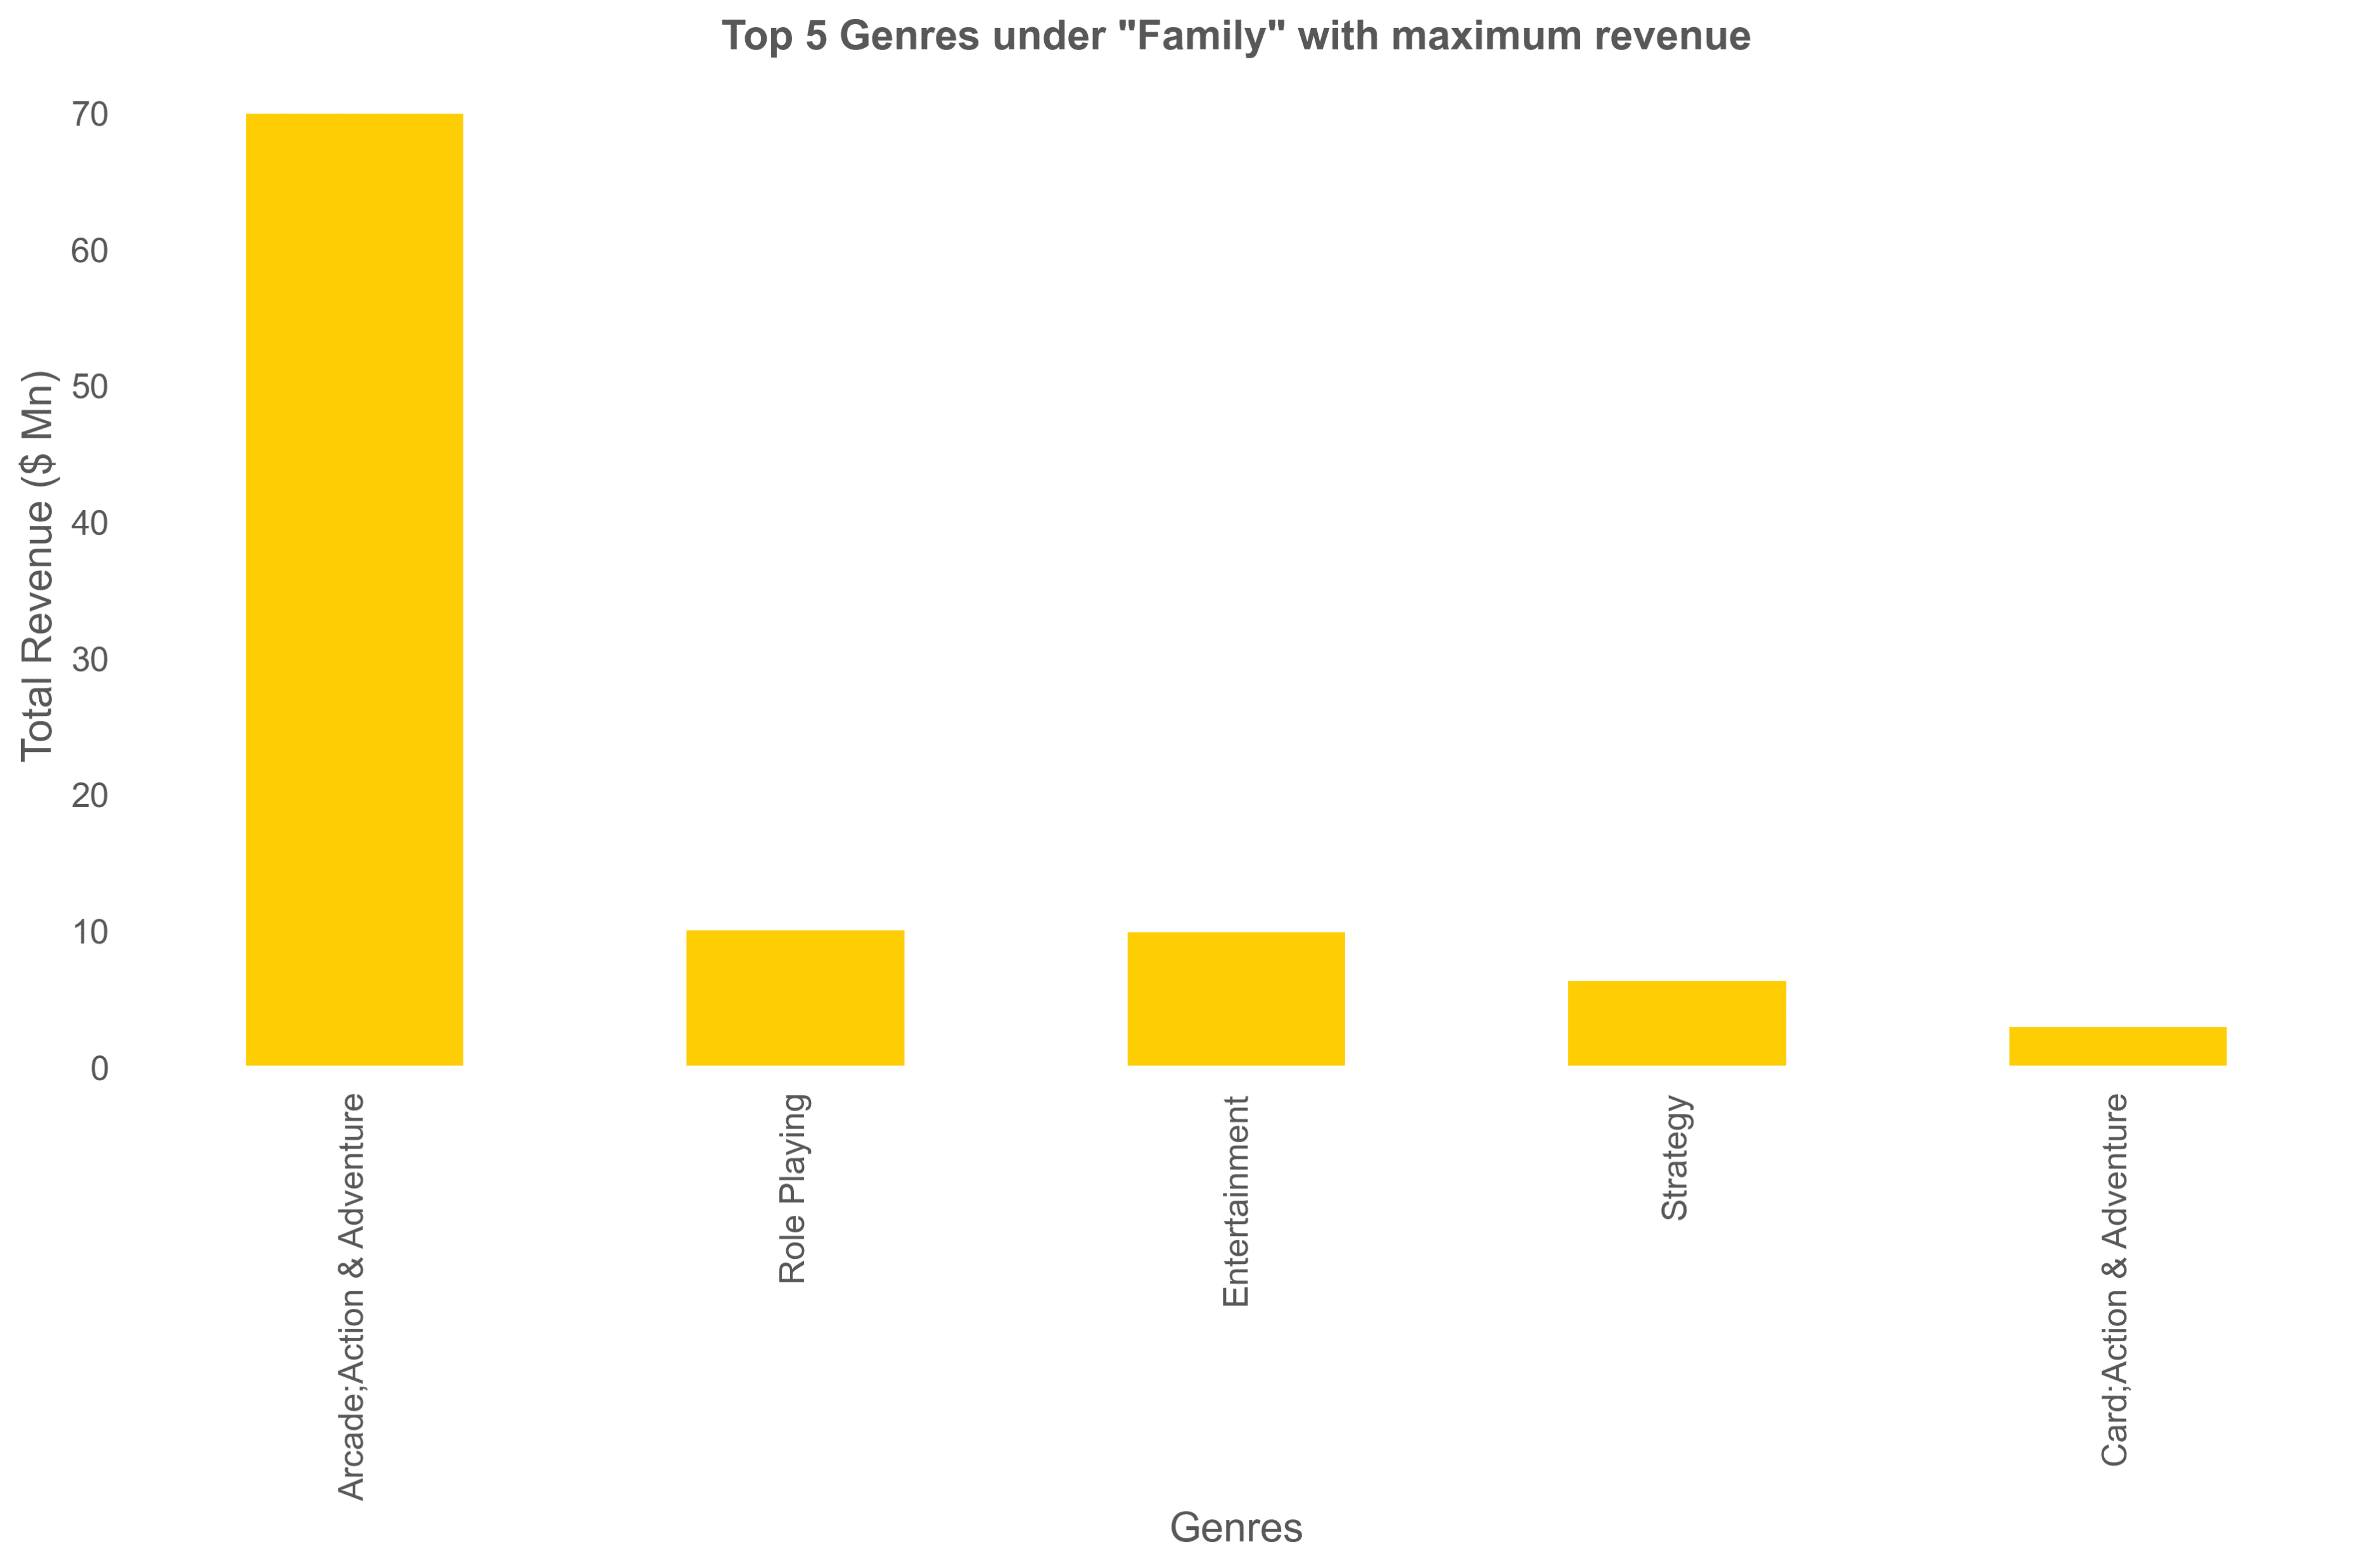 Top 5 Genres under "Family" with maximum revenue
Total Revenue ($ Mn)
70
60
50
40
30
20
10
0
Arcade;Action & Adventure
Role Playing
Entertainment
Strategy
Card;Action & Adventure
Genres